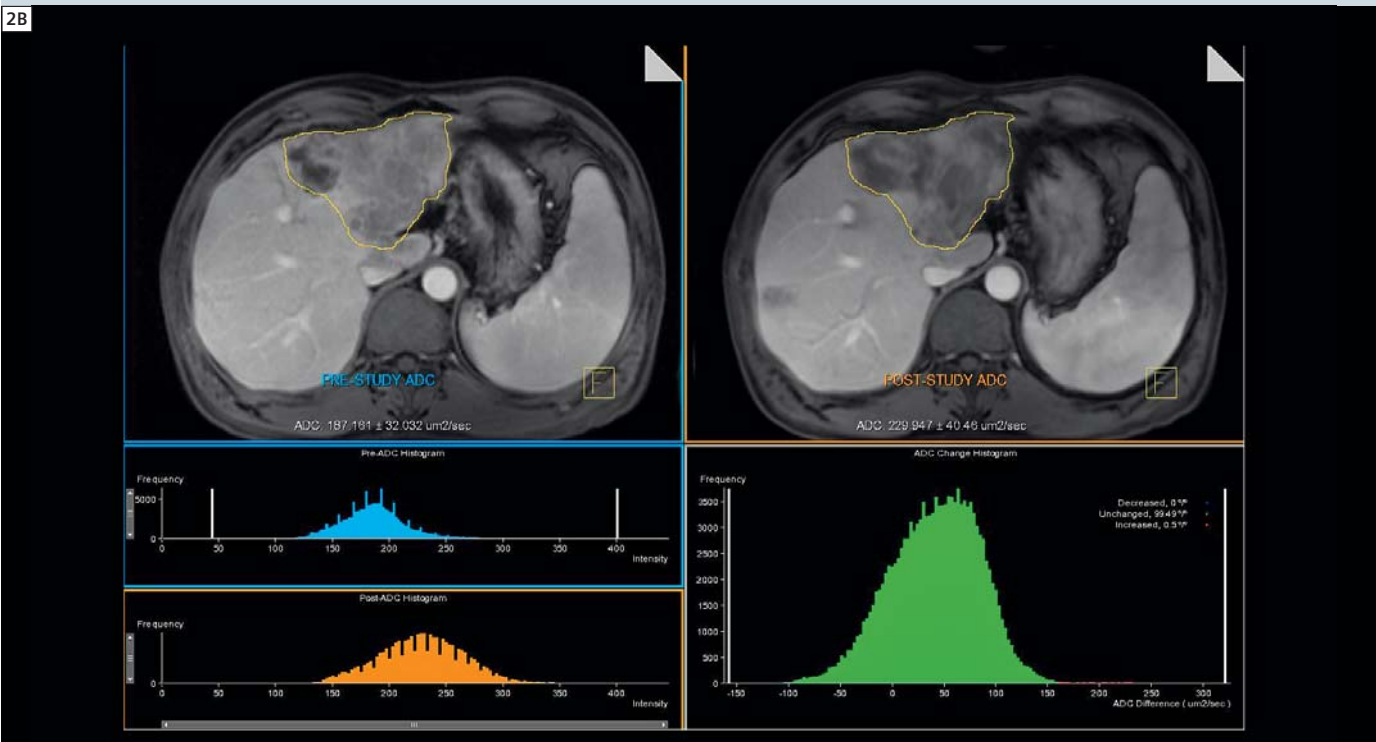 2B
PRE-STUDY ADC
F
ADC: 187.161 ± 32.032 um2/sec
POST-STUDY ADC
F
ADC: 229.947 ± 40.46 um2/sec
Pre-ADC Histogram
Frequency
5000
0
0 50 100 150 200 250 300 350 400
Intensity
Post-ADC Histogram
Frequency
0
0 50 100 150 200 250 300 350 400
Intensity
ADC Change Histogram
Frequency
3500
3000
2500
2000
1500
1000
500
0
Decreased, 0%
Unchanged, 99.49%
Increased, 0.5%
-150 -100 -50 0 50 100 150 200 250 300
ADC Difference ( um2/sec )